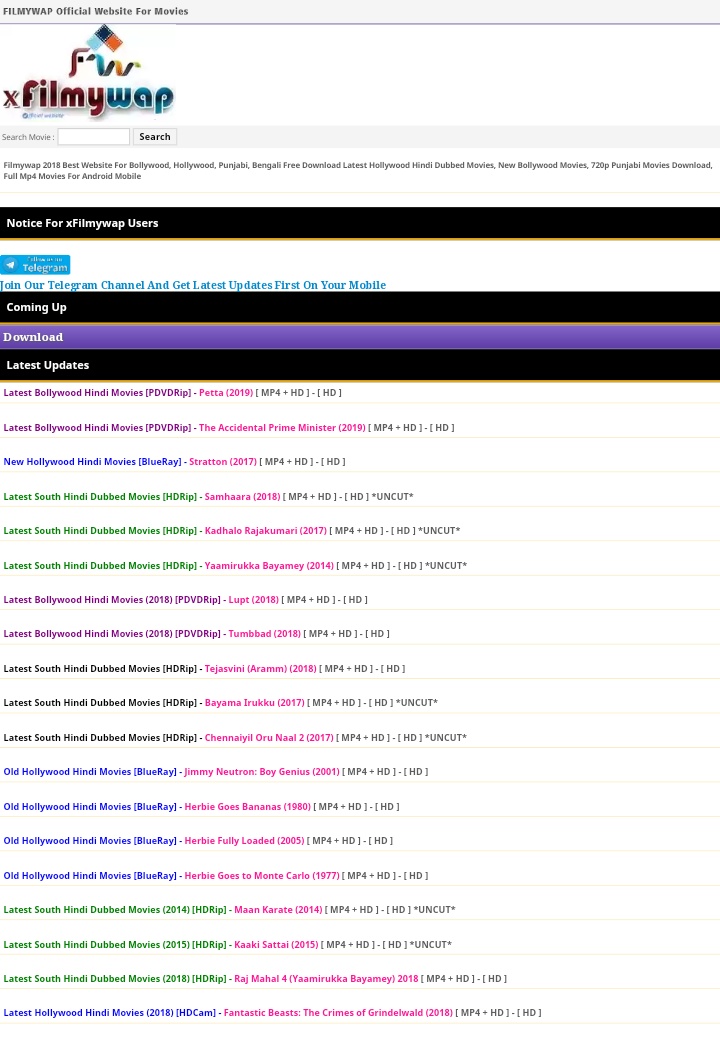 FILMYWAP Official Website For Movies
xFilmywap
Official website
Search Movie :
Search
Filmywap 2018 Best Website For Bollywood, Hollywood, Punjabi, Bengali Free Download Latest Hollywood Hindi Dubbed Movies, New Bollywood Movies, 720p Punjabi Movies Download,
Full Mp4 Movies For Android Mobile
Notice For xFilmywap Users
Follow us on
Telegram
Join Our Telegram Channel And Get Latest Updates First On Your Mobile
Coming Up
Download
Latest Updates
Latest Bollywood Hindi Movies [PDVDRip] - Petta (2019) [ MP4 + HD ] - [ HD ]
Latest Bollywood Hindi Movies [PDVDRip] - The Accidental Prime Minister (2019) [ MP4 + HD ] - [ HD ]
New Hollywood Hindi Movies [BlueRay] - Stratton (2017) [ MP4 + HD ] - [ HD ]
Latest South Hindi Dubbed Movies [HDRip] - Samhaara (2018) [ MP4 + HD ] - [ HD ] *UNCUT*
Latest South Hindi Dubbed Movies [HDRip] - Kadhalo Rajakumari (2017) [ MP4 + HD ] - [ HD ] *UNCUT*
Latest South Hindi Dubbed Movies [HDRip] - Yaamirukka Bayamey (2014) [ MP4 + HD ] - [ HD ] *UNCUT*
Latest Bollywood Hindi Movies (2018) [PDVDRip] - Lupt (2018) [ MP4 + HD ] - [ HD ]
Latest Bollywood Hindi Movies (2018) [PDVDRip] - Tumbbad (2018) [ MP4 + HD ] - [ HD ]
Latest South Hindi Dubbed Movies [HDRip] - Tejasvini (Aramm) (2018) [ MP4 + HD ] - [ HD ]
Latest South Hindi Dubbed Movies [HDRip] - Bayama Irukku (2017) [ MP4 + HD ] - [ HD ] *UNCUT*
Latest South Hindi Dubbed Movies [HDRip] - Chennaiyil Oru Naal 2 (2017) [ MP4 + HD ] - [ HD ] *UNCUT*
Old Hollywood Hindi Movies [BlueRay] - Jimmy Neutron: Boy Genius (2001) [ MP4 + HD ] - [ HD ]
Old Hollywood Hindi Movies [BlueRay] - Herbie Goes Bananas (1980) [ MP4 + HD ] - [ HD ]
Old Hollywood Hindi Movies [BlueRay] - Herbie Fully Loaded (2005) [ MP4 + HD ] - [ HD ]
Old Hollywood Hindi Movies [BlueRay] - Herbie Goes to Monte Carlo (1977) [ MP4 + HD ] - [ HD ]
Latest South Hindi Dubbed Movies (2014) [HDRip] - Maan Karate (2014) [ MP4 + HD ] - [ HD ] *UNCUT*
Latest South Hindi Dubbed Movies (2015) [HDRip] - Kaaki Sattai (2015) [ MP4 + HD ] - [ HD ] *UNCUT*
Latest South Hindi Dubbed Movies (2018) [HDRip] - Raj Mahal 4 (Yaamirukka Bayamey) 2018 [ MP4 + HD ] - [ HD ]
Latest Hollywood Hindi Movies (2018) [HDCam] - Fantastic Beasts: The Crimes of Grindelwald (2018) [ MP4 + HD ] - [ HD ]